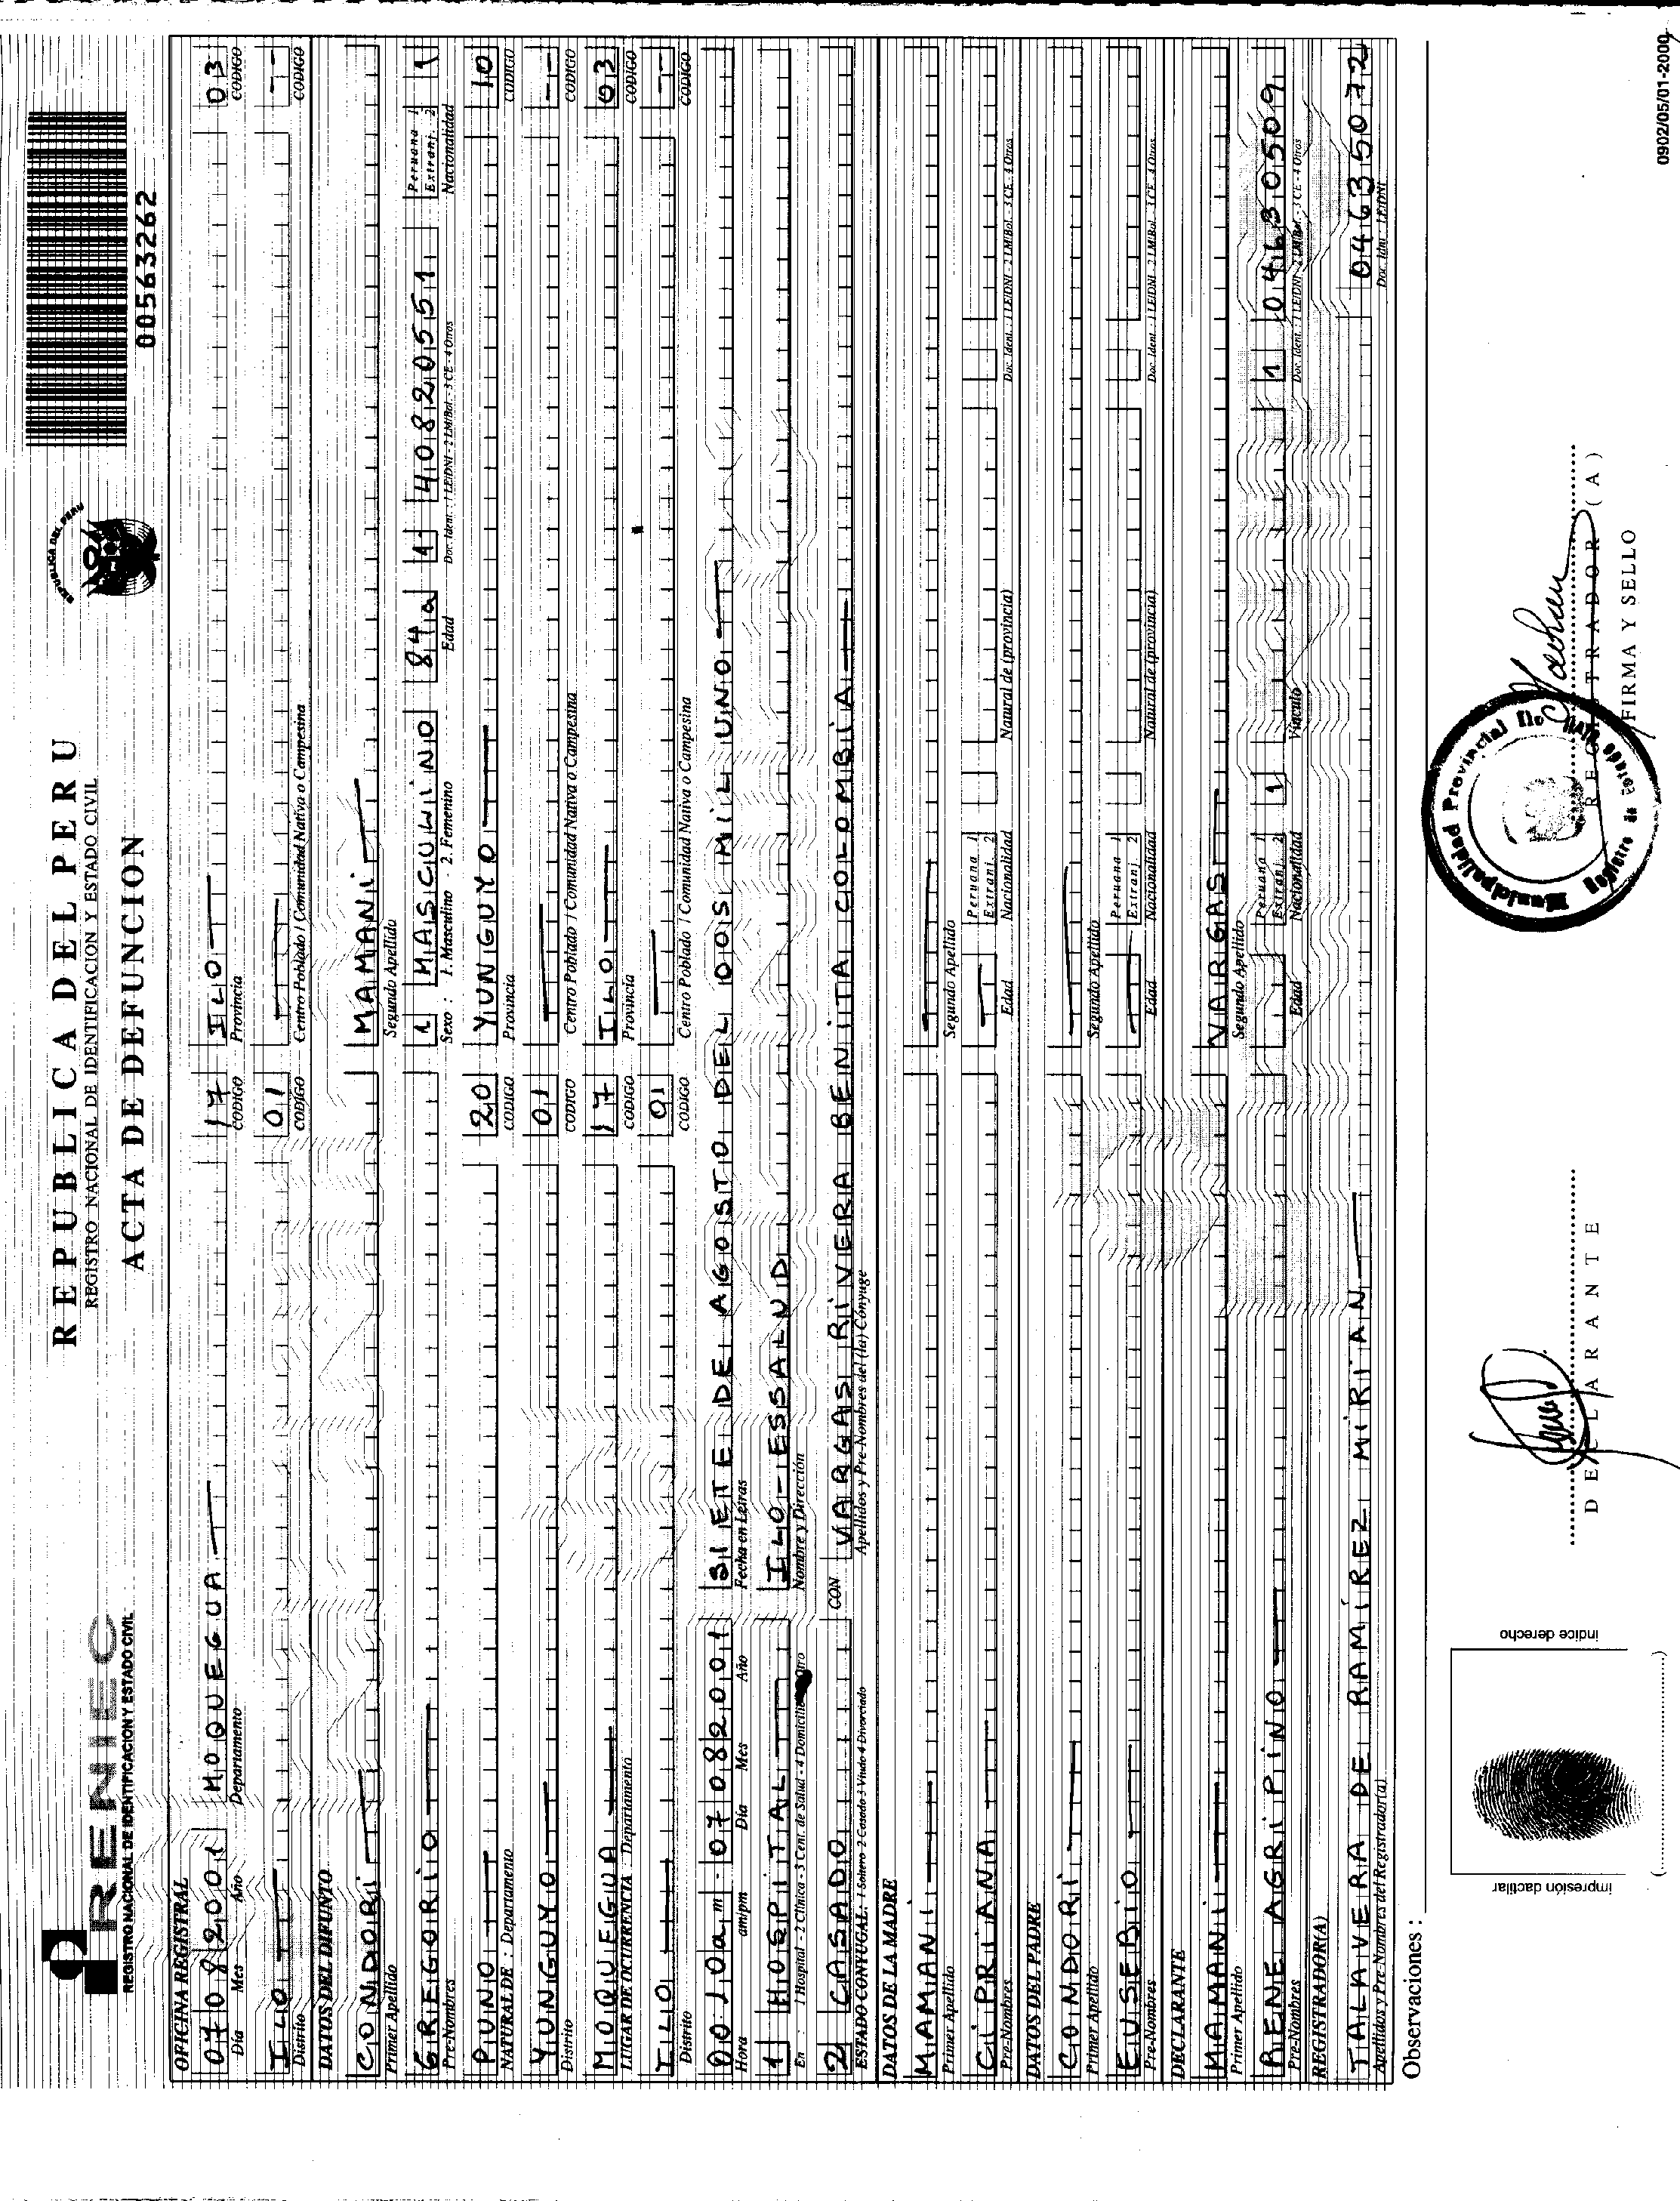 RENIEC
REGISTRO NACIONAL DE IDENTIFICACION Y ESTADO CIVIL
REPUBLICA DEL PERU
REGISTRO NACIONAL DE IDENTIFICACION Y ESTADO CIVIL
ACTA DE DEFUNCION
REPUBLICA DEL PERU
00563262
OFICINA REGISTRAL
07 08 2001 MOQUEGUA 17 ILO 03
Día Mes Año Departamento CODIGO Provincia CODIGO
ILO 01 --
Distrito CODIGO Centro Poblado / Comunidad Nativa o Campesina CODIGO
DATOS DEL DIFUNTO
CONDORI MAMANI
Primer Apellido Segundo Apellido
GREGORIO 1 MASCULINO 84 a 1 40820551 Peruana 1 Extranj. 2 1
Pre-Nombres Sexo : 1. Masculino - 2. Femenino Edad Doc. Ident. : 1 LE/DNI - 2 LM/Bol. - 3 CE - 4 Otros Nacionalidad
PUNO 20 YUNGUYO 10
NATURAL DE : Departamento CODIGO Provincia CODIGO
YUNGUYO 01 --
Distrito CODIGO Centro Poblado / Comunidad Nativa o Campesina CODIGO
MOQUEGUA 17 ILO 03
LUGAR DE OCURRENCIA : Departamento CODIGO Provincia CODIGO
ILO 01 --
Distrito CODIGO Centro Poblado / Comunidad Nativa o Campesina CODIGO
am 07 08 2001 SIETE DE AGOSTO DEL DOS MIL UNO
Hora am/pm Día Mes Año Fecha en Letras
1 HOSPITAL ILO-ESSALUD
En : 1 Hospital - 2 Clínica - 3 Cent. de Salud - 4 Domicilio Otro Nombre y Dirección
2 CASADO CON VARGAS RIVERA BENITA COLOMBIA
ESTADO CONYUGAL: 1 Soltero 2 Casado 3 Viudo 4 Divorciado Apellidos y Pre-Nombres del (la) Cónyuge
DATOS DE LA MADRE
MAMANI
Primer Apellido Segundo Apellido
CIPRIANA Peruana 1 Extranj. 2
Pre-Nombres Edad Nacionalidad Natural de (provincia) Doc. Ident. : 1 LE/DNI - 2 LM/Bol. - 3 CE - 4 Otros
DATOS DEL PADRE
CONDORI
Primer Apellido Segundo Apellido
EUSEBIO Peruana 1 Extranj. 2
Pre-Nombres Edad Nacionalidad Natural de (provincia) Doc. Ident. : 1 LE/DNI - 2 LM/Bol. - 3 CE - 4 Otros
DECLARANTE
MAMANI VARGAS
Primer Apellido Segundo Apellido
RENE AGRIPINO Peruana 1 Extranj. 2 1 1 04630509
Pre-Nombres Edad Nacionalidad Vínculo Doc. Ident. : 1 LE/DNI - 2 LM/Bol. - 3 CE - 4 Otros
REGISTRADOR(A)
TALAVERA DE RAMIREZ MIRIAN 04635072
Apellidos y Pre-Nombres del Registrador(a) Doc. Iden. LE/DNI
Observaciones :
impresión dactilar
índice derecho
DECLARANTE
Municipalidad Provincial Ilo
REGISTRADOR (A)
FIRMA Y SELLO
0902/05/01-2000